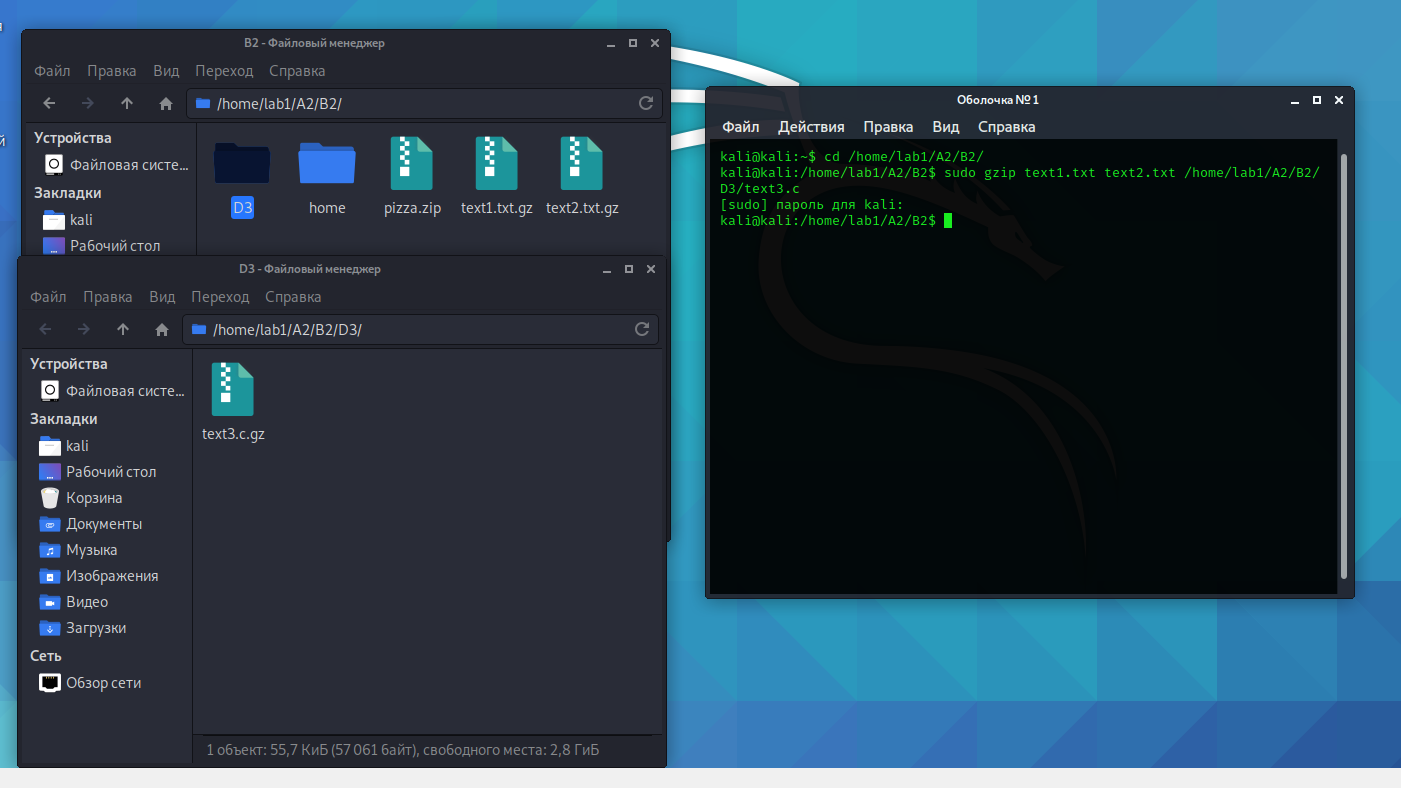 я
й
B2 - Файловый менеджер
Файл Правка Вид Переход Справка
/home/lab1/A2/B2/
Устройства
Файловая систе...
Закладки
kali
Рабочий стол
D3 home pizza.zip text1.txt.gz text2.txt.gz
D3 - Файловый менеджер
Файл Правка Вид Переход Справка
/home/lab1/A2/B2/D3/
Устройства
Файловая систе...
Закладки
kali
Рабочий стол
Корзина
Документы
Музыка
Изображения
Видео
Загрузки
Сеть
Обзор сети
text3.c.gz
1 объект: 55,7 КиБ (57 061 байт), свободного места: 2,8 ГиБ
Оболочка №1
Файл Действия Правка Вид Справка
kali@kali:~$ cd /home/lab1/A2/B2/
kali@kali:/home/lab1/A2/B2$ sudo gzip text1.txt text2.txt /home/lab1/A2/B2/
D3/text3.c
[sudo] пароль для kali:
kali@kali:/home/lab1/A2/B2$